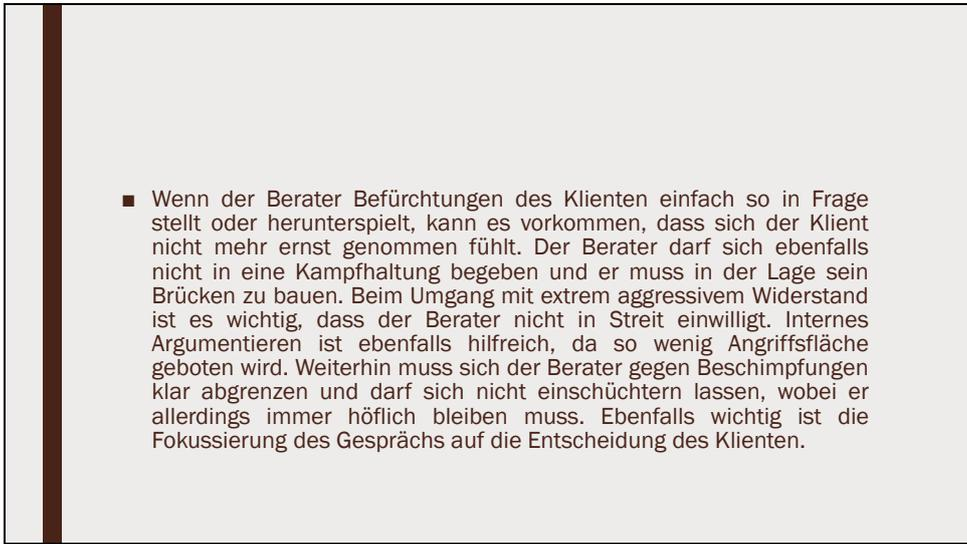 ■ Wenn der Berater Befürchtungen des Klienten einfach so in Frage
stellt oder herunterspielt, kann es vorkommen, dass sich der Klient
nicht mehr ernst genommen fühlt. Der Berater darf sich ebenfalls
nicht in eine Kampfhaltung begeben und er muss in der Lage sein
Brücken zu bauen. Beim Umgang mit extrem aggressivem Widerstand
ist es wichtig, dass der Berater nicht in Streit einwilligt. Internes
Argumentieren ist ebenfalls hilfreich, da so wenig Angriffsfläche
geboten wird. Weiterhin muss sich der Berater gegen Beschimpfungen
klar abgrenzen und darf sich nicht einschüchtern lassen, wobei er
allerdings immer höflich bleiben muss. Ebenfalls wichtig ist die
Fokussierung des Gesprächs auf die Entscheidung des Klienten.